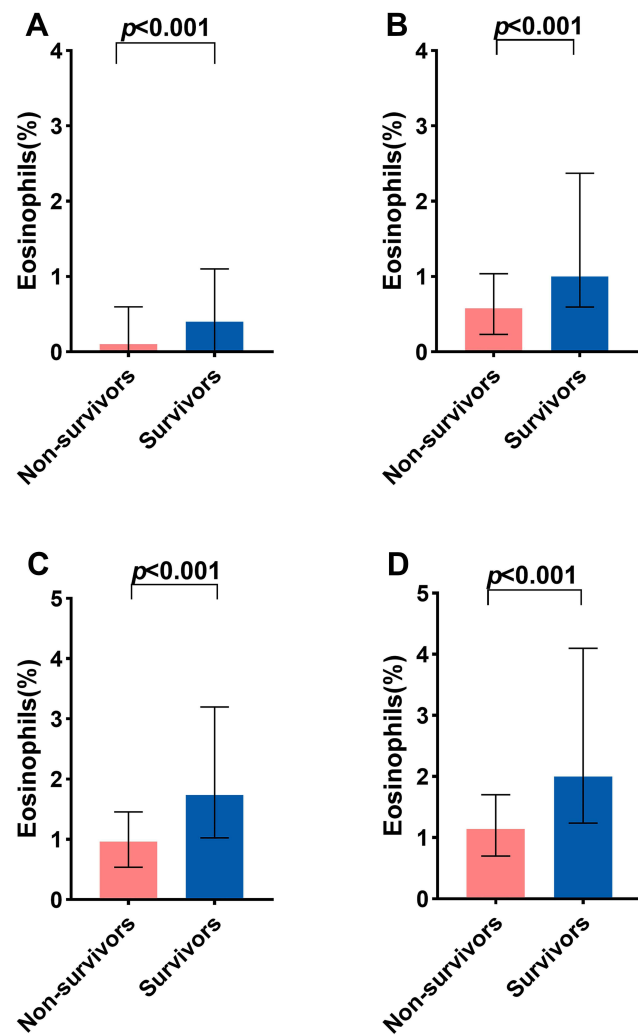 A
p<0.001
Eosinophils(%)
4
3
2
1
0
Non-survivors
Survivors
B
p<0.001
Eosinophils(%)
4
3
2
1
0
Non-survivors
Survivors
C
p<0.001
Eosinophils(%)
5
4
3
2
1
0
Non-survivors
Survivors
D
p<0.001
Eosinophils(%)
5
4
3
2
1
0
Non-survivors
Survivors